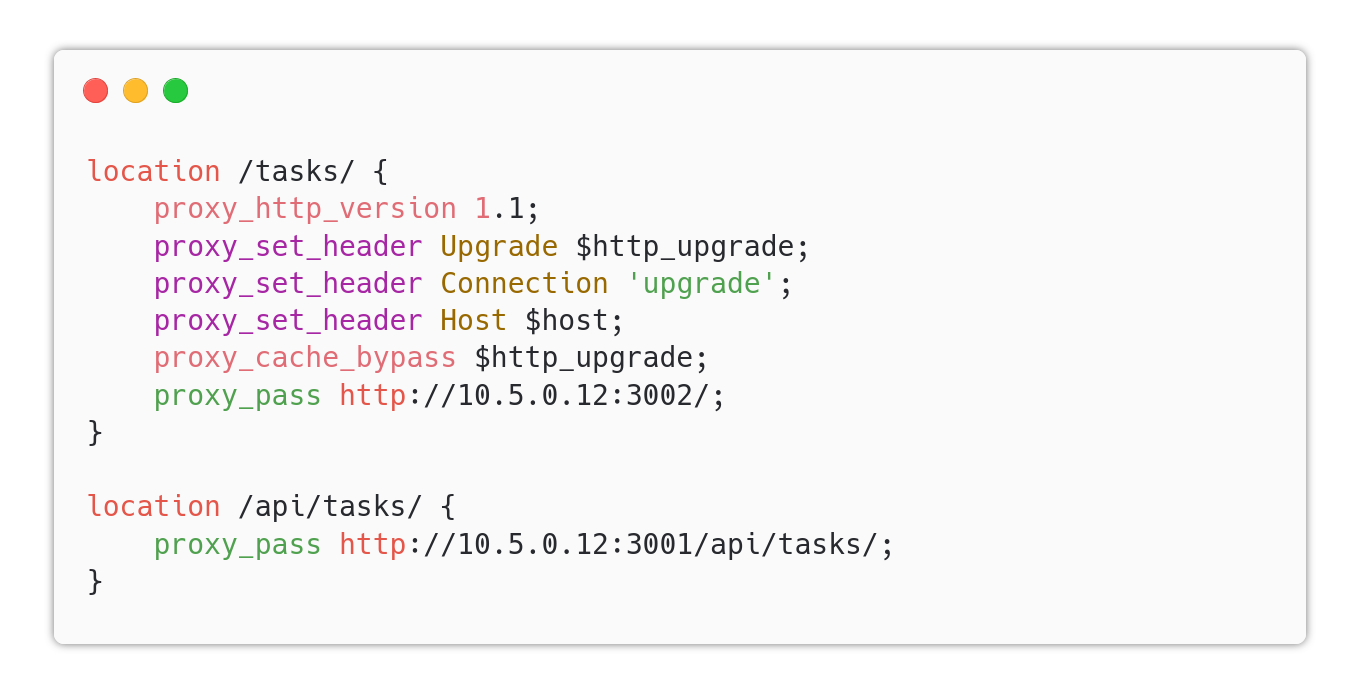 location /tasks/ {
    proxy_http_version 1.1;
    proxy_set_header Upgrade $http_upgrade;
    proxy_set_header Connection 'upgrade';
    proxy_set_header Host $host;
    proxy_cache_bypass $http_upgrade;
    proxy_pass http://10.5.0.12:3002/;
}

location /api/tasks/ {
    proxy_pass http://10.5.0.12:3001/api/tasks/;
}